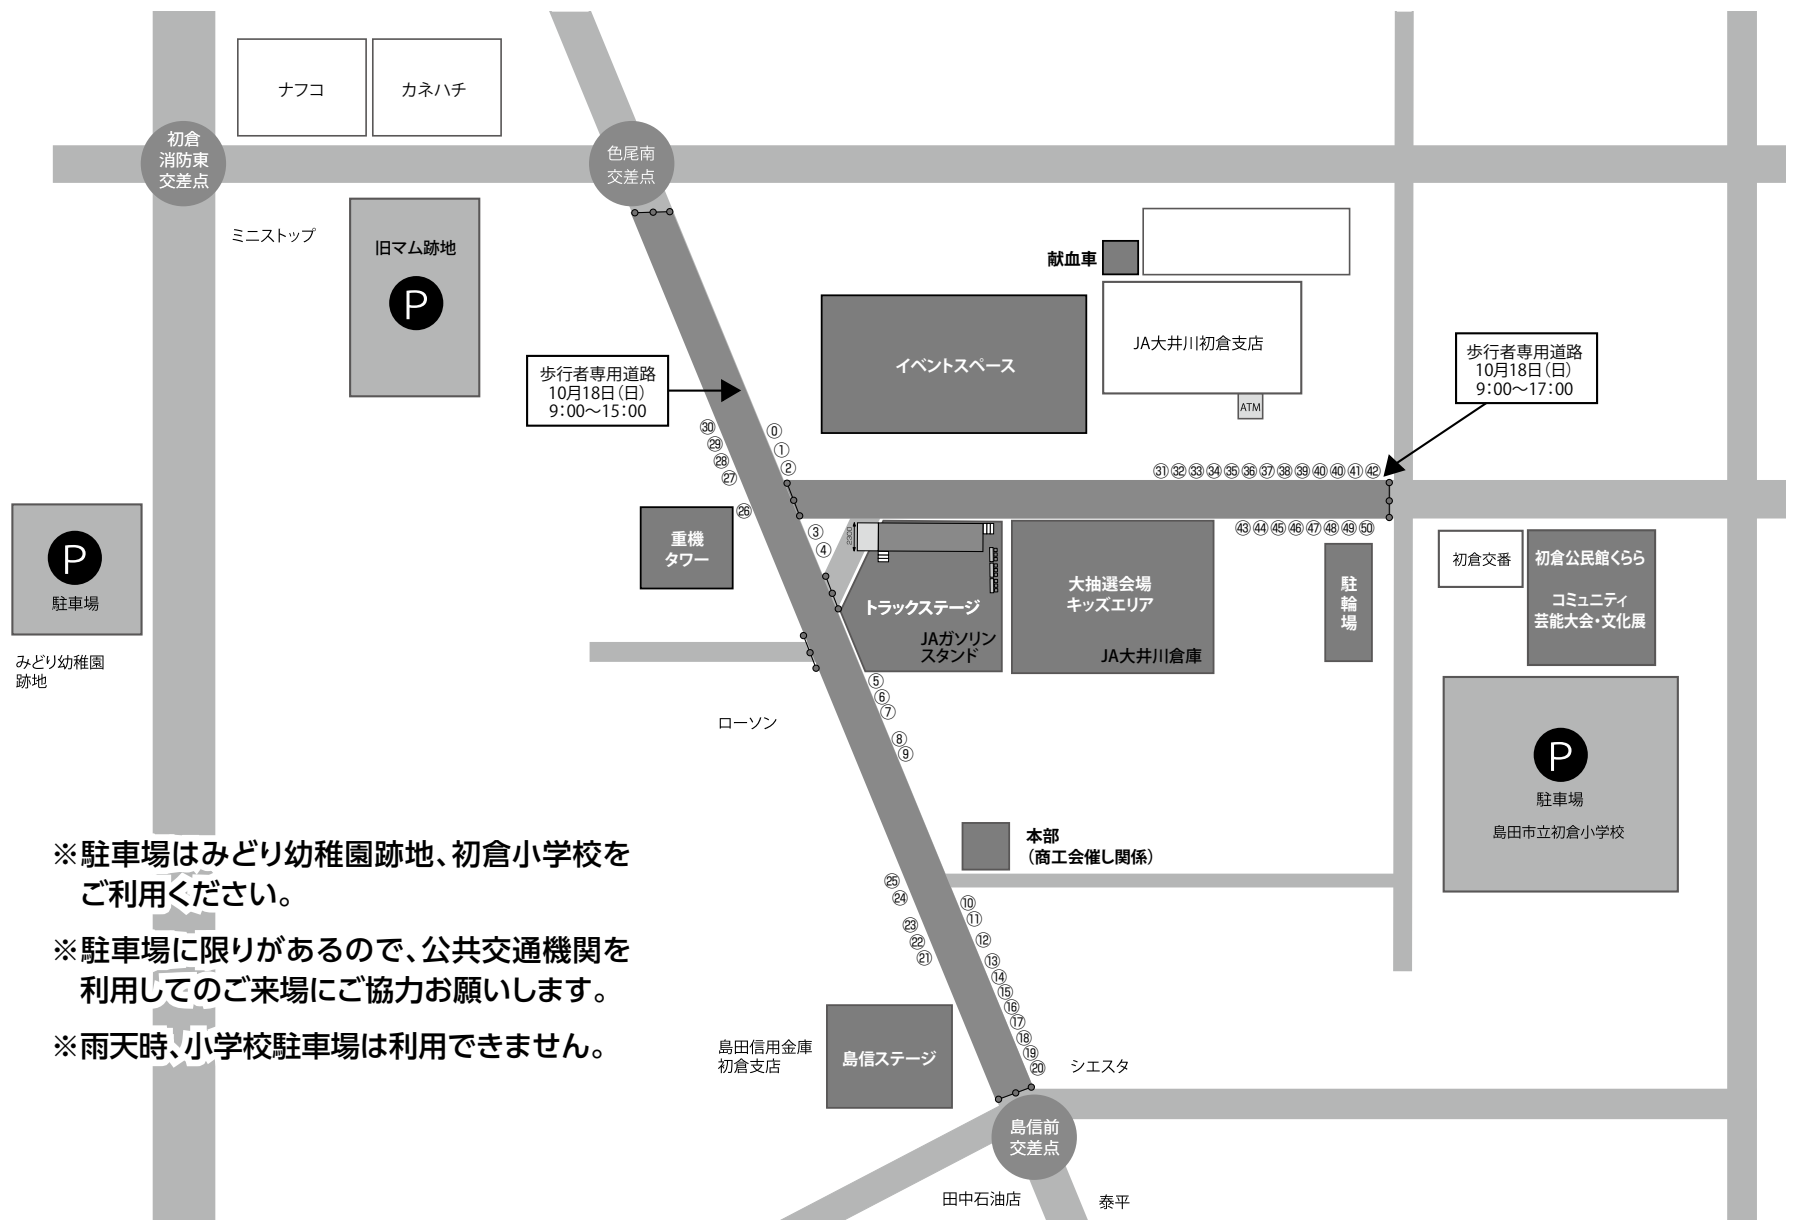 ナフコ
カネハチ
初倉
消防東
交差点
色尾南
交差点
ミニストップ
旧マム跡地
P
献血車
イベントスペース
JA大井川初倉支店
ATM
歩行者専用道路
10月18日(日)
9:00〜15:00
歩行者専用道路
10月18日(日)
9:00〜17:00
㉚
㉙
㉘
㉗
㉖
⓪
①
②
㉛㉜㉝㉞㉟㊱㊲㊳㊴㊵㊵㊶㊷
③
④
㊸㊹㊺㊻㊼㊽㊾㊿
P
駐車場
みどり幼稚園
跡地
重機
タワー
2300
トラックステージ
JAガソリン
スタンド
大抽選会場
キッズエリア
JA大井川倉庫
駐輪場
初倉交番
初倉公民館くらら
コミュニティ
芸能大会・文化展
⑤
⑥
⑦
⑧
⑨
ローソン
P
駐車場
島田市立初倉小学校
本部
(商工会催し関係)
※駐車場はみどり幼稚園跡地、初倉小学校を
ご利用ください。
※駐車場に限りがあるので、公共交通機関を
利用してのご来場にご協力お願いします。
※雨天時、小学校駐車場は利用できません。
㉕
㉔
㉓
㉒
㉑
⑩
⑪
⑫
⑬
⑭
⑮
⑯
⑰
⑱
⑲
⑳
島田信用金庫
初倉支店
島信ステージ
シエスタ
島信前
交差点
田中石油店
泰平